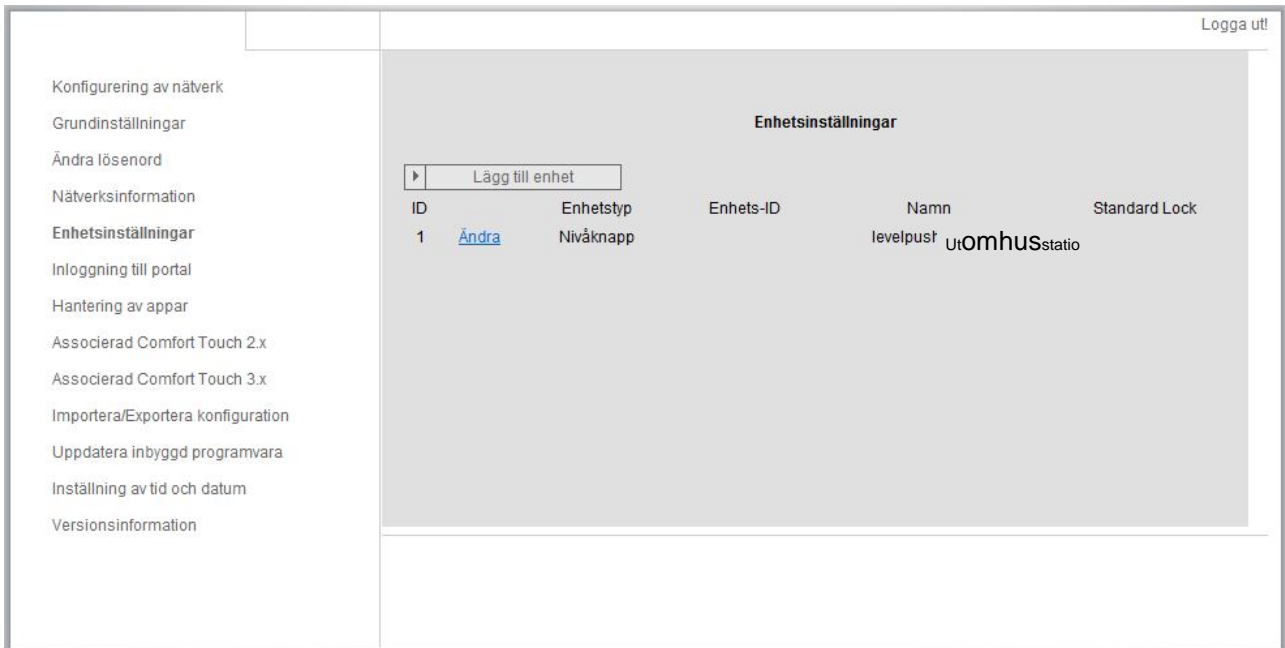 Logga ut!
Konfigurering av nätverk
Grundinställningar
Ändra lösenord
Nätverksinformation
Enhetsinställningar
Inloggning till portal
Hantering av appar
Associerad Comfort Touch 2.x
Associerad Comfort Touch 3.x
Importera/Exportera konfiguration
Uppdatera inbyggd programvara
Inställning av tid och datum
Versionsinformation
Enhetsinställningar
Lägg till enhet
ID Enhetstyp Enhets-ID Namn Standard Lock
1 Ändra Nivåknapp Utomhusstatio